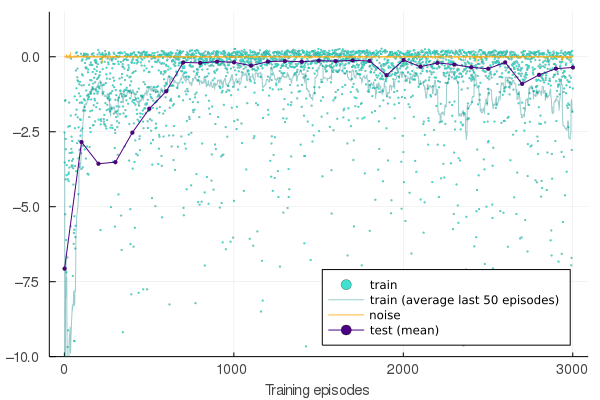 0.0
−2.5
−5.0
−7.5
−10.0
0
1000
2000
3000
Training episodes
train
train (average last 50 episodes)
noise
test (mean)